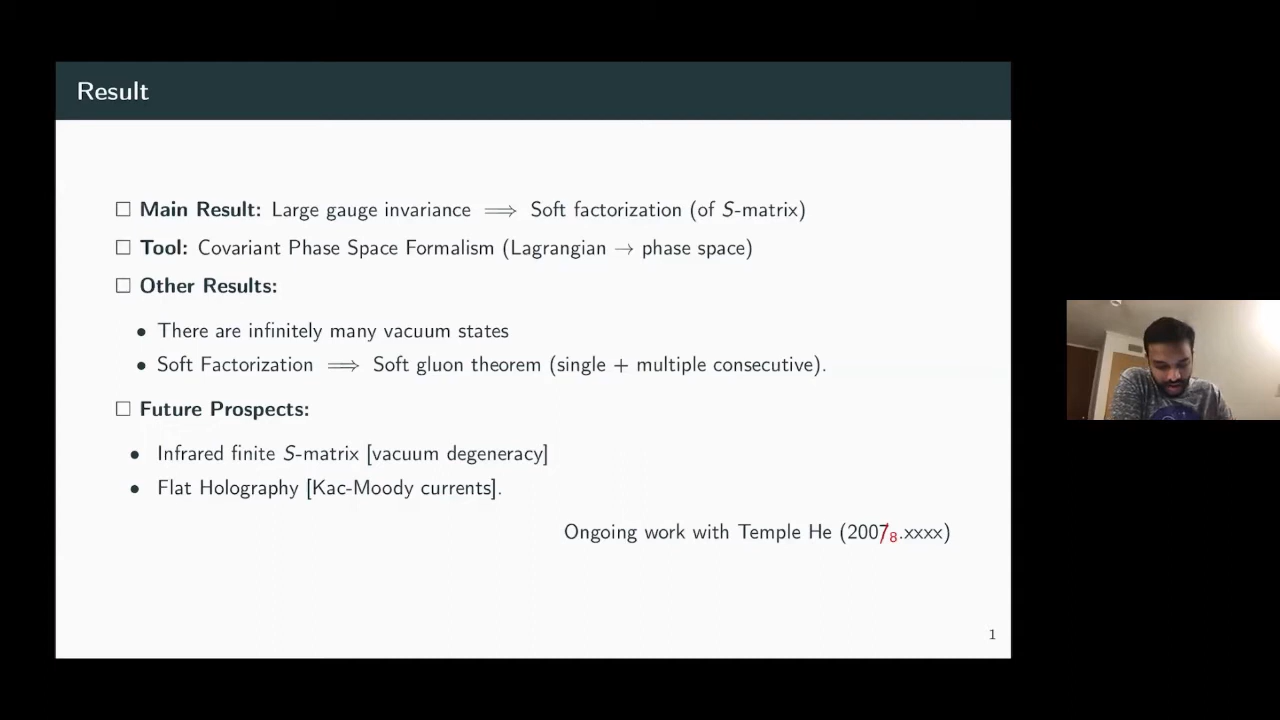 Result
□ Main Result: Large gauge invariance ⟹ Soft factorization (of S-matrix)
□ Tool: Covariant Phase Space Formalism (Lagrangian → phase space)
□ Other Results:
• There are infinitely many vacuum states
• Soft Factorization ⟹ Soft gluon theorem (single + multiple consecutive).
□ Future Prospects:
• Infrared finite S-matrix [vacuum degeneracy]
• Flat Holography [Kac-Moody currents].
Ongoing work with Temple He (2007̸8.xxxx)
1